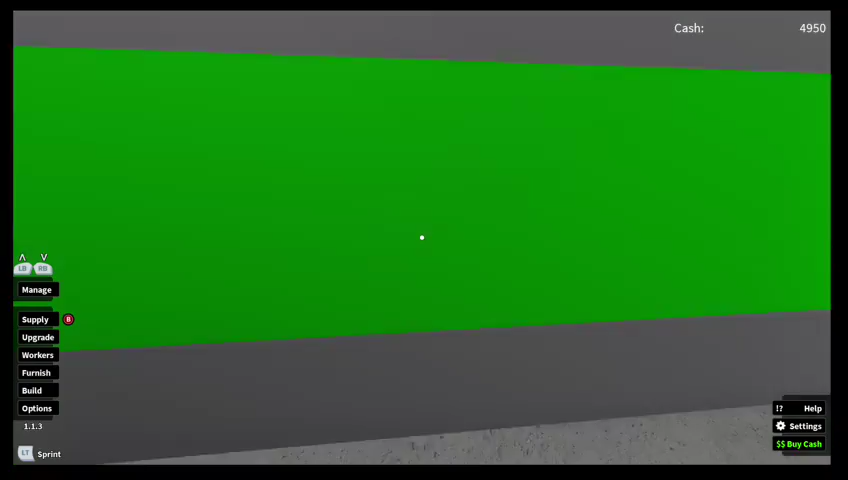 Cash: 4950
Λ V
LB RB
Manage
Supply B
Upgrade
Workers
Furnish
Build
Options
1.1.3
LT Sprint
!? Help
Settings
$$ Buy Cash